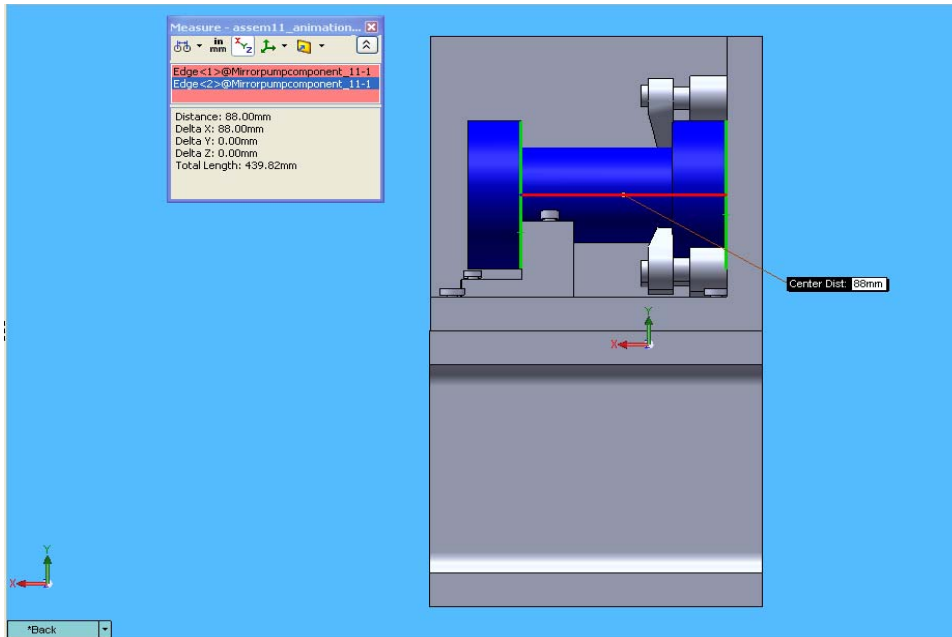 Measure - assem11_animation...
in
mm
X Y Z
Edge<1>@Mirrorpumpcomponent_11-1
Edge<2>@Mirrorpumpcomponent_11-1
Distance: 88.00mm
Delta X: 88.00mm
Delta Y: 0.00mm
Delta Z: 0.00mm
Total Length: 439.82mm
Center Dist: 88mm
Y
X
Y
X
*Back